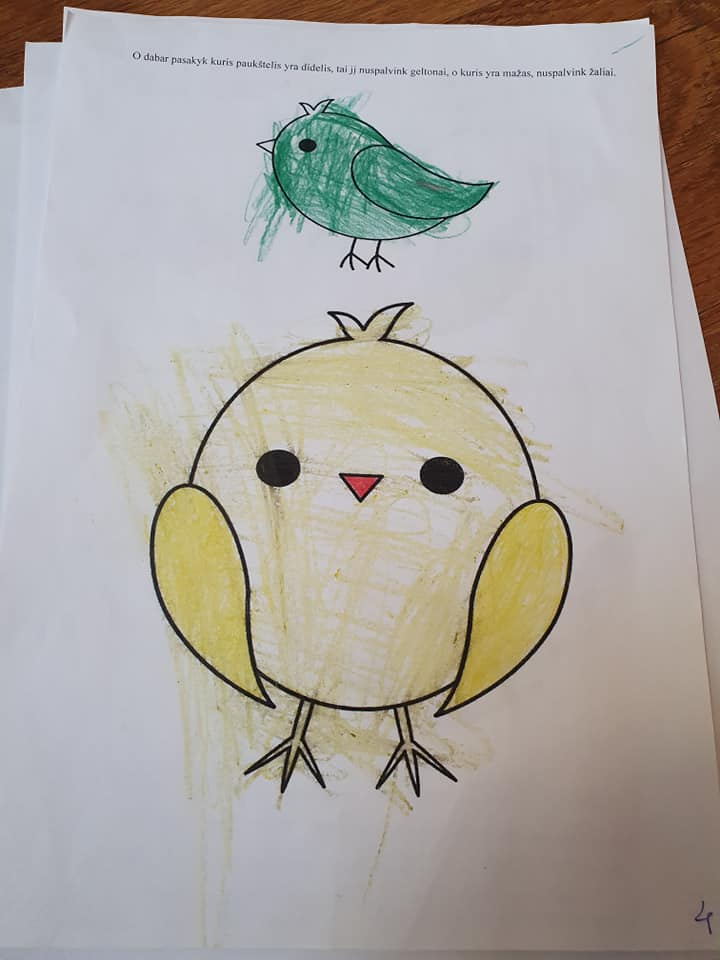 O dabar pasakyk kuris paukštelis yra didelis, tai jį nuspalvink geltonai, o kuris yra mažas, nuspalvink žaliai.
4